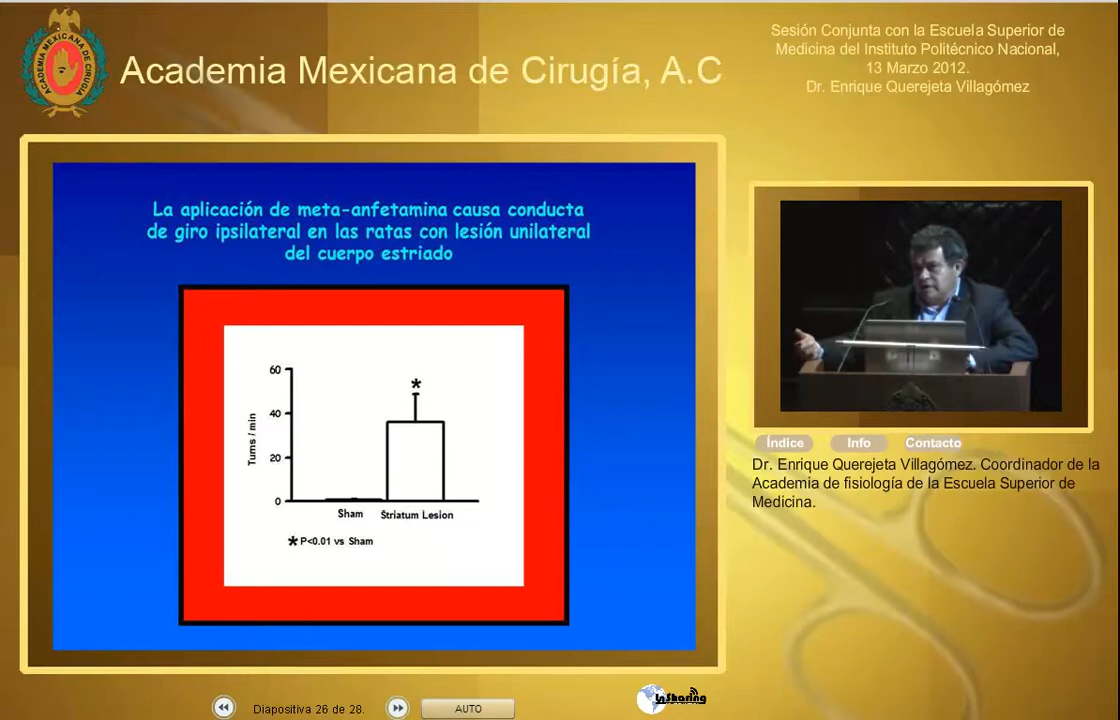 ACADEMIA MEXICANA DE CIRUGIA
Academia Mexicana de Cirugía, A.C
Sesión Conjunta con la Escuela Superior de
Medicina del Instituto Politécnico Nacional,
13 Marzo 2012.
Dr. Enrique Querejeta Villagómez
La aplicación de meta-anfetamina causa conducta
de giro ipsilateral en las ratas con lesión unilateral
del cuerpo estriado
60
40
20
0
Turns / min
*
Sham
Striatum Lesion
* P<0.01 vs Sham
Índice
Info
Contacto
Dr. Enrique Querejeta Villagómez. Coordinador de la
Academia de fisiología de la Escuela Superior de
Medicina.
Diapositiva 26 de 28.
AUTO
InSharing